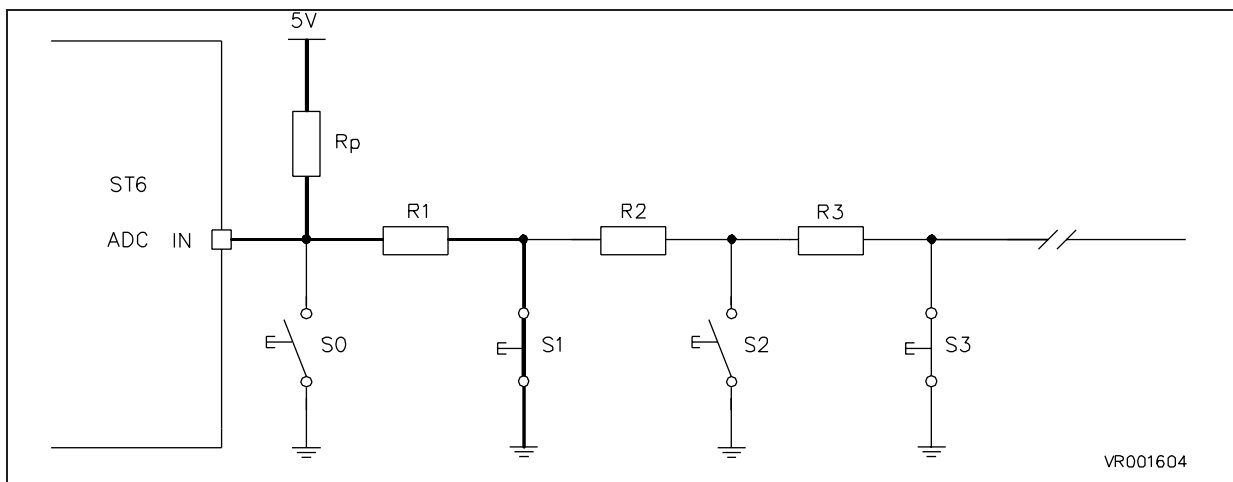 5V
Rp
ST6
ADC IN
R1
R2
R3
S0
S1
S2
S3
VR001604